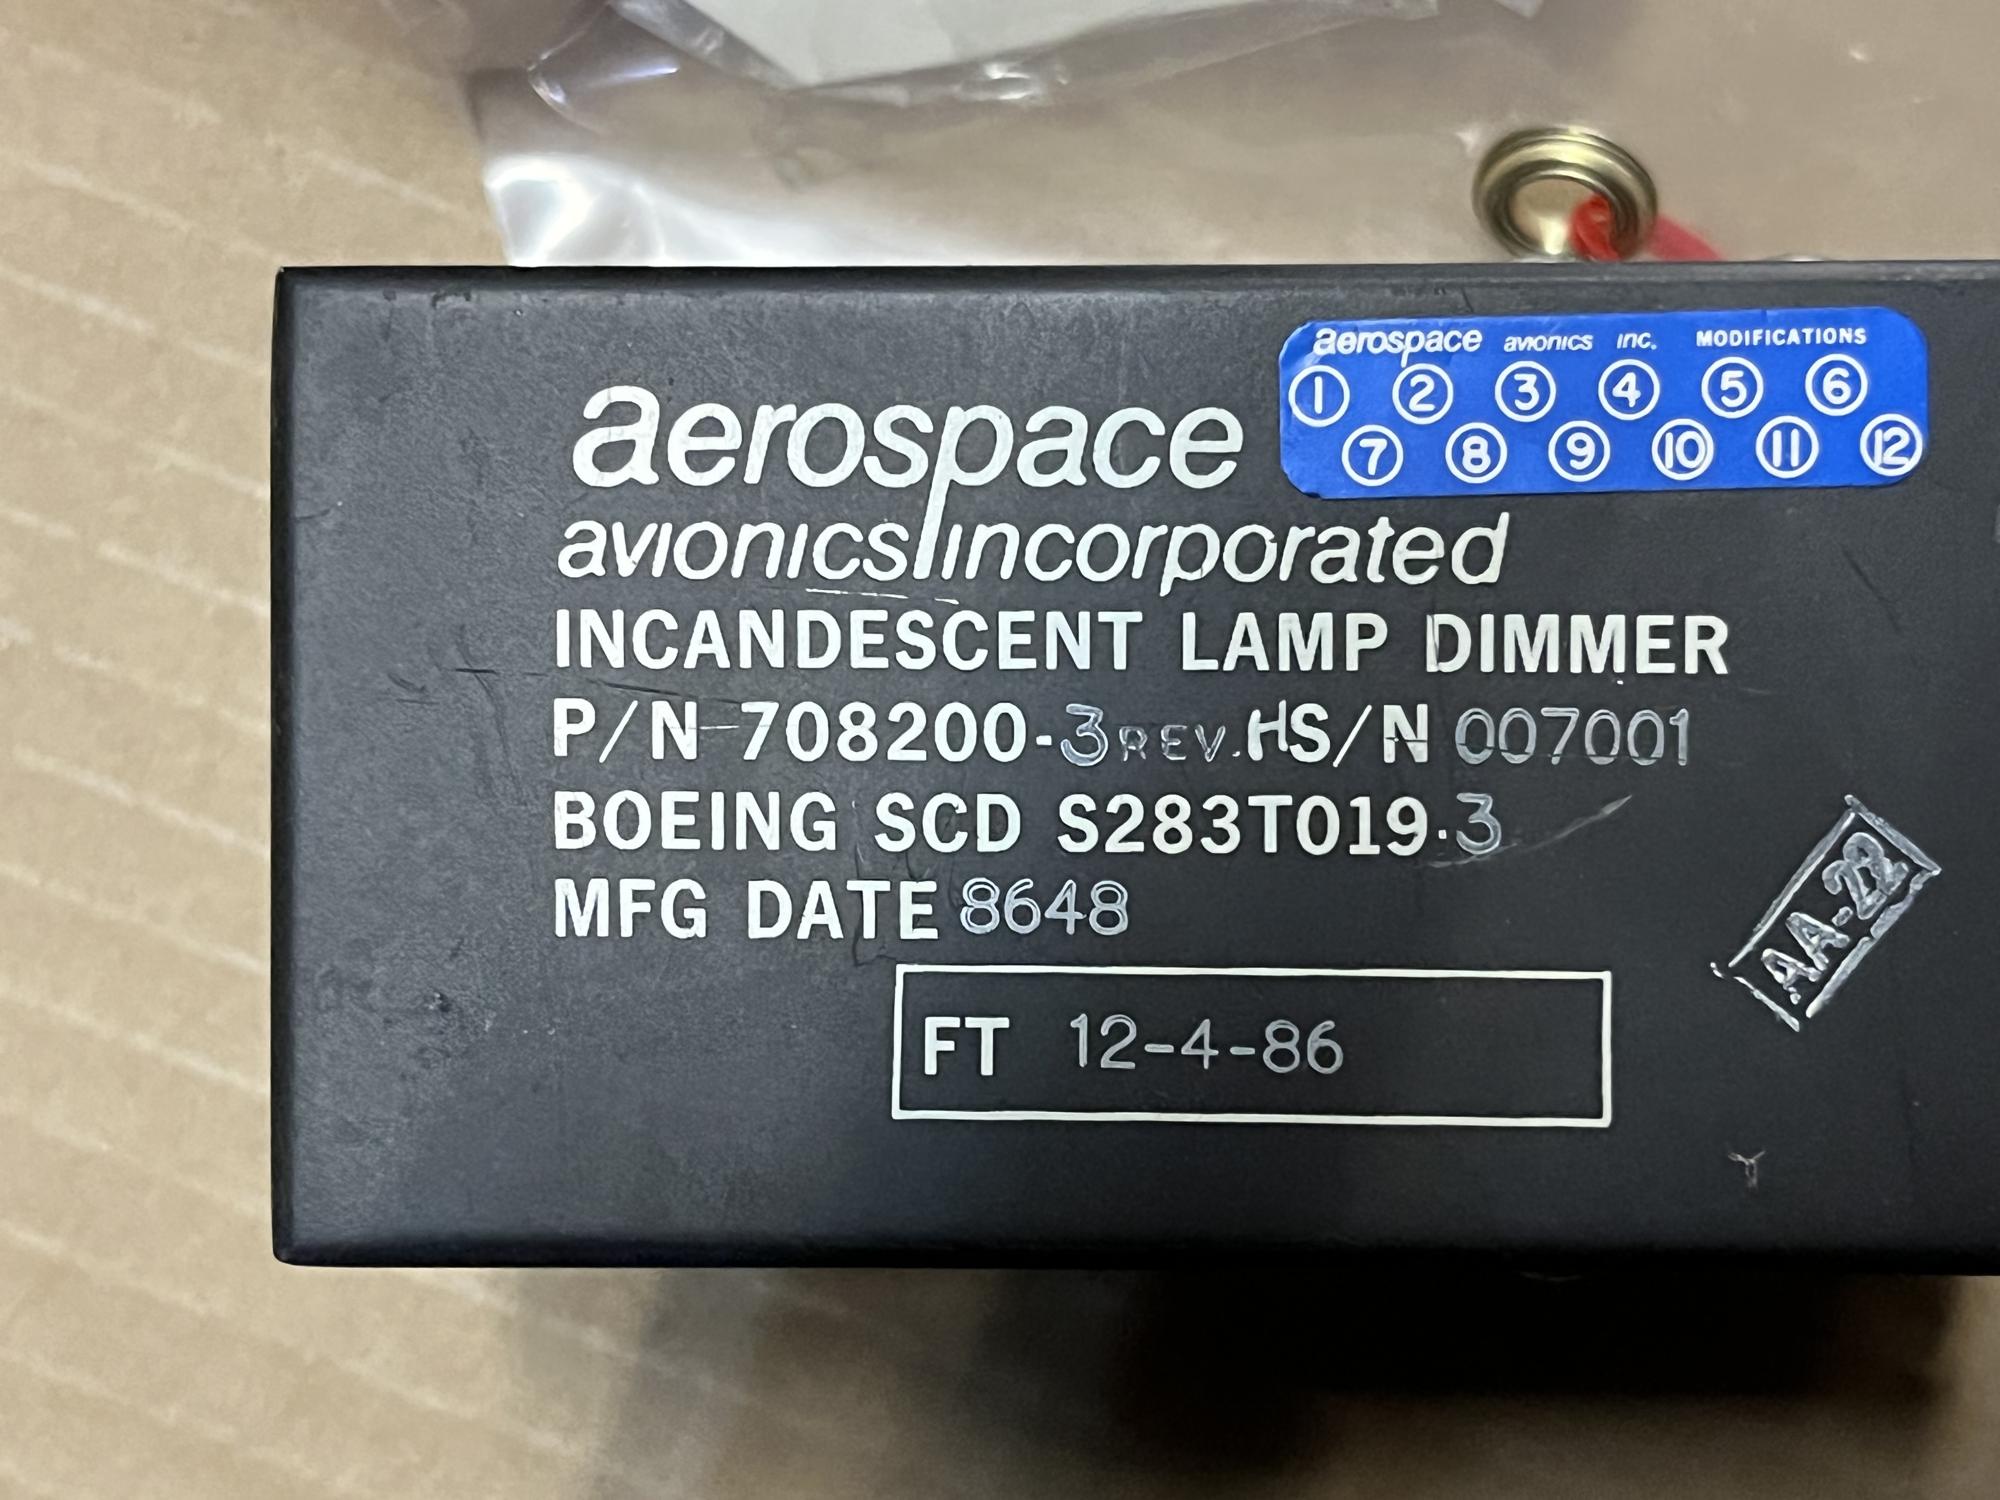 aerospace avionics inc. MODIFICATIONS
1 2 3 4 5 6
7 8 9 10 11 12
aerospace
avionics incorporated
INCANDESCENT LAMP DIMMER
P/N 708200-3 REV. H S/N 007001
BOEING SCD S283T019-3
MFG DATE 8648
AA-22
FT 12-4-86